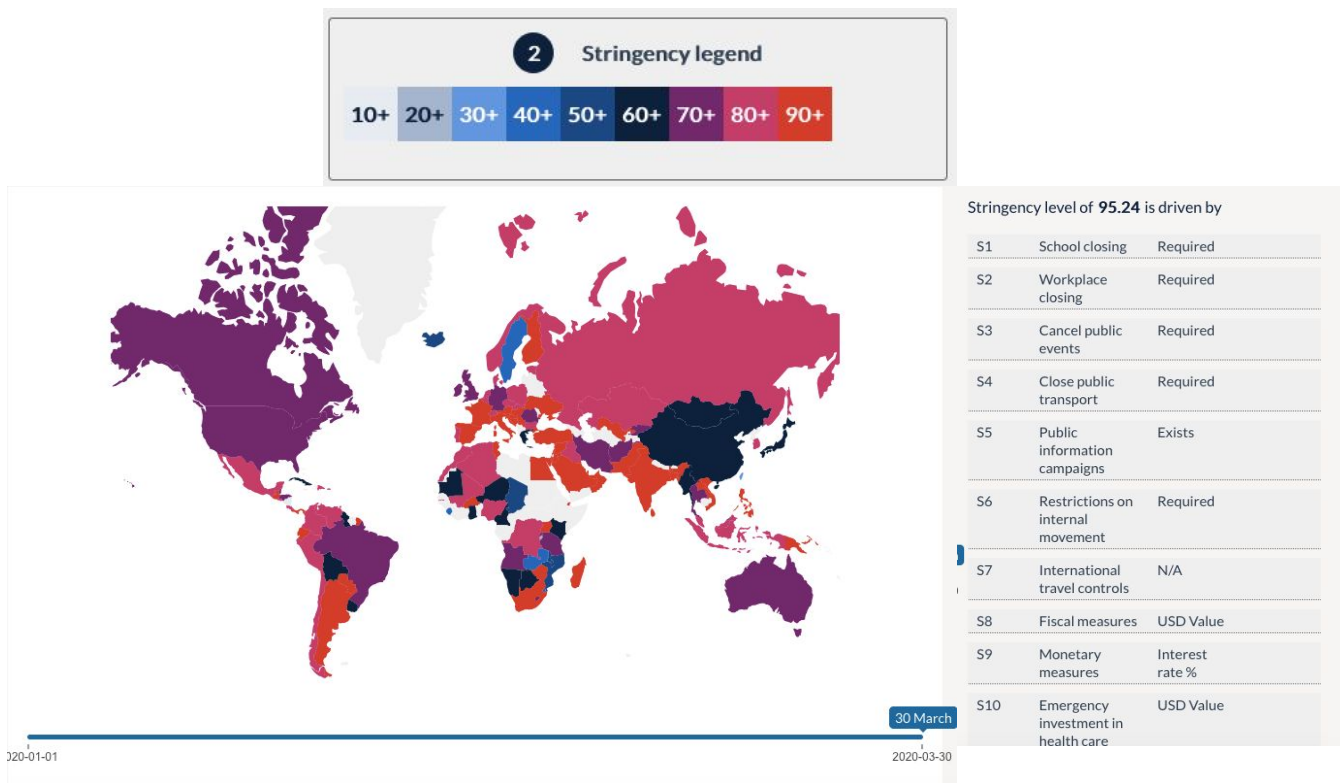 2 Stringency legend
10+ 20+ 30+ 40+ 50+ 60+ 70+ 80+ 90+
Stringency level of 95.24 is driven by
S1 School closing Required
S2 Workplace Required
closing
S3 Cancel public Required
events
S4 Close public Required
transport
S5 Public Exists
information
campaigns
S6 Restrictions on Required
internal
movement
S7 International N/A
travel controls
S8 Fiscal measures USD Value
S9 Monetary Interest
measures rate %
S10 Emergency USD Value
investment in
health care
30 March
020-01-01 2020-03-30